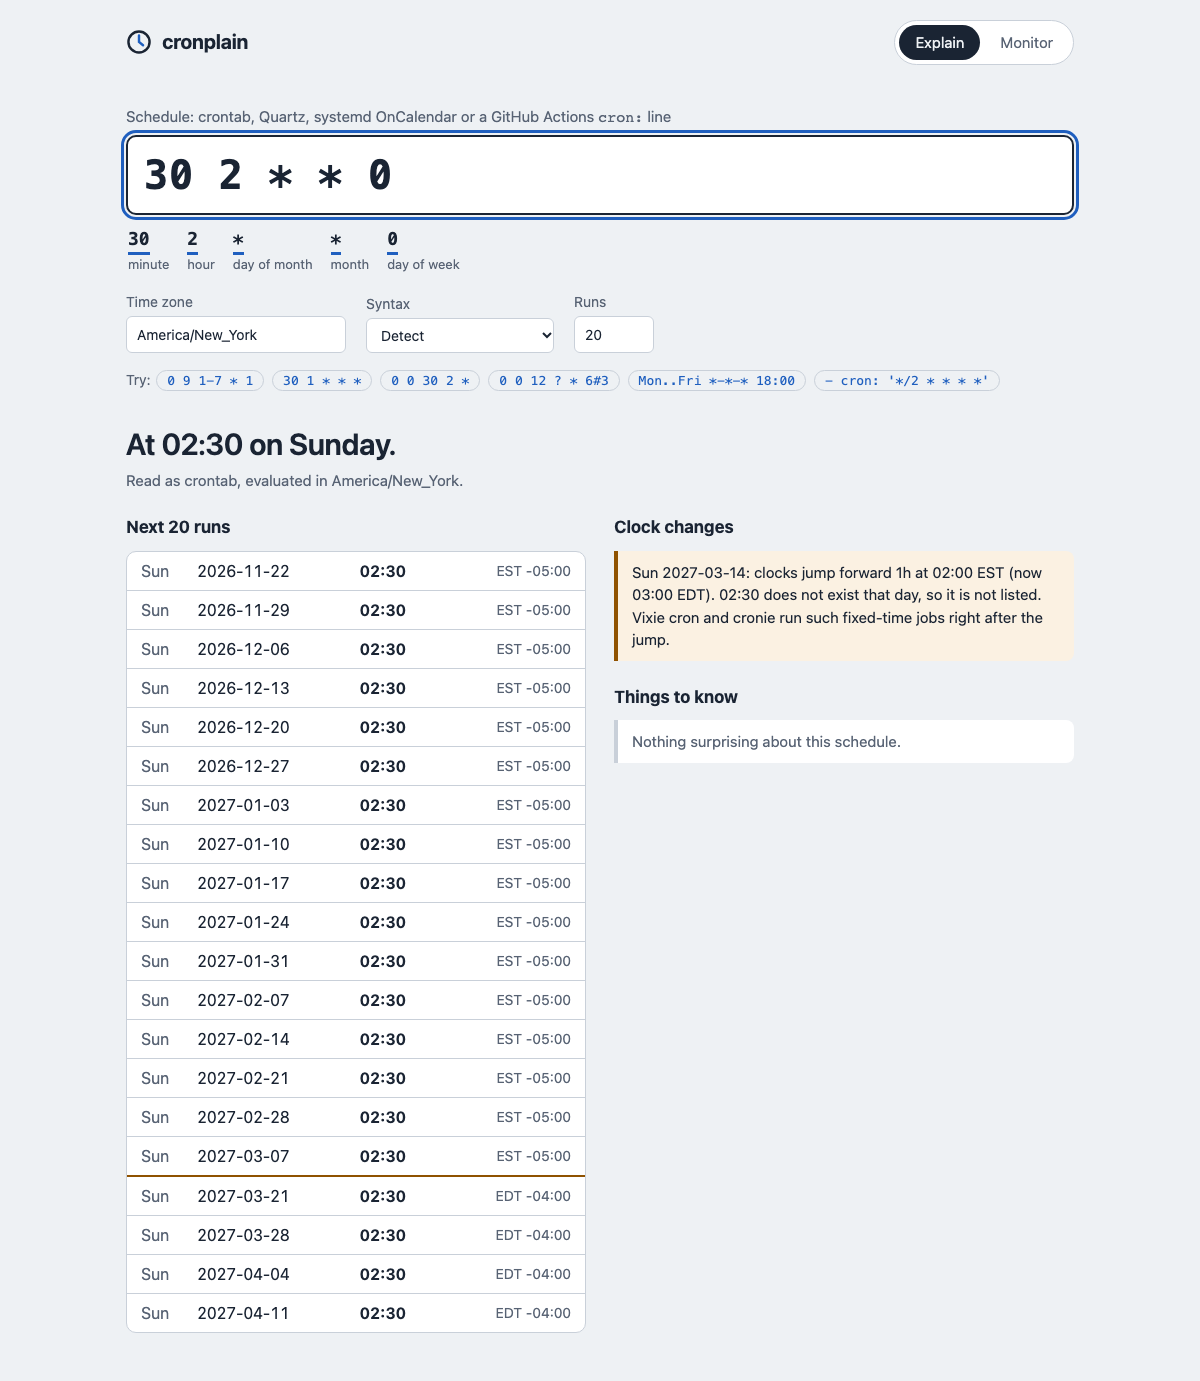 cronplain
Explain
Monitor
Schedule: crontab, Quartz, systemd OnCalendar or a GitHub Actions cron: line
30 2 * * 0
30 2 * * 0
minute hour day of month month day of week
Time zone
Syntax
Runs
America/New_York
Detect
20
Try: 0 9 1-7 * 1 30 1 * * * 0 0 30 2 * 0 0 12 ? * 6#3 Mon..Fri *-*-* 18:00 - cron: '*/2 * * * *'
At 02:30 on Sunday.
Read as crontab, evaluated in America/New_York.
Next 20 runs
Sun 2026-11-22 02:30 EST -05:00
Sun 2026-11-29 02:30 EST -05:00
Sun 2026-12-06 02:30 EST -05:00
Sun 2026-12-13 02:30 EST -05:00
Sun 2026-12-20 02:30 EST -05:00
Sun 2026-12-27 02:30 EST -05:00
Sun 2027-01-03 02:30 EST -05:00
Sun 2027-01-10 02:30 EST -05:00
Sun 2027-01-17 02:30 EST -05:00
Sun 2027-01-24 02:30 EST -05:00
Sun 2027-01-31 02:30 EST -05:00
Sun 2027-02-07 02:30 EST -05:00
Sun 2027-02-14 02:30 EST -05:00
Sun 2027-02-21 02:30 EST -05:00
Sun 2027-02-28 02:30 EST -05:00
Sun 2027-03-07 02:30 EST -05:00
Sun 2027-03-21 02:30 EDT -04:00
Sun 2027-03-28 02:30 EDT -04:00
Sun 2027-04-04 02:30 EDT -04:00
Sun 2027-04-11 02:30 EDT -04:00
Clock changes
Sun 2027-03-14: clocks jump forward 1h at 02:00 EST (now
03:00 EDT). 02:30 does not exist that day, so it is not listed.
Vixie cron and cronie run such fixed-time jobs right after the
jump.
Things to know
Nothing surprising about this schedule.